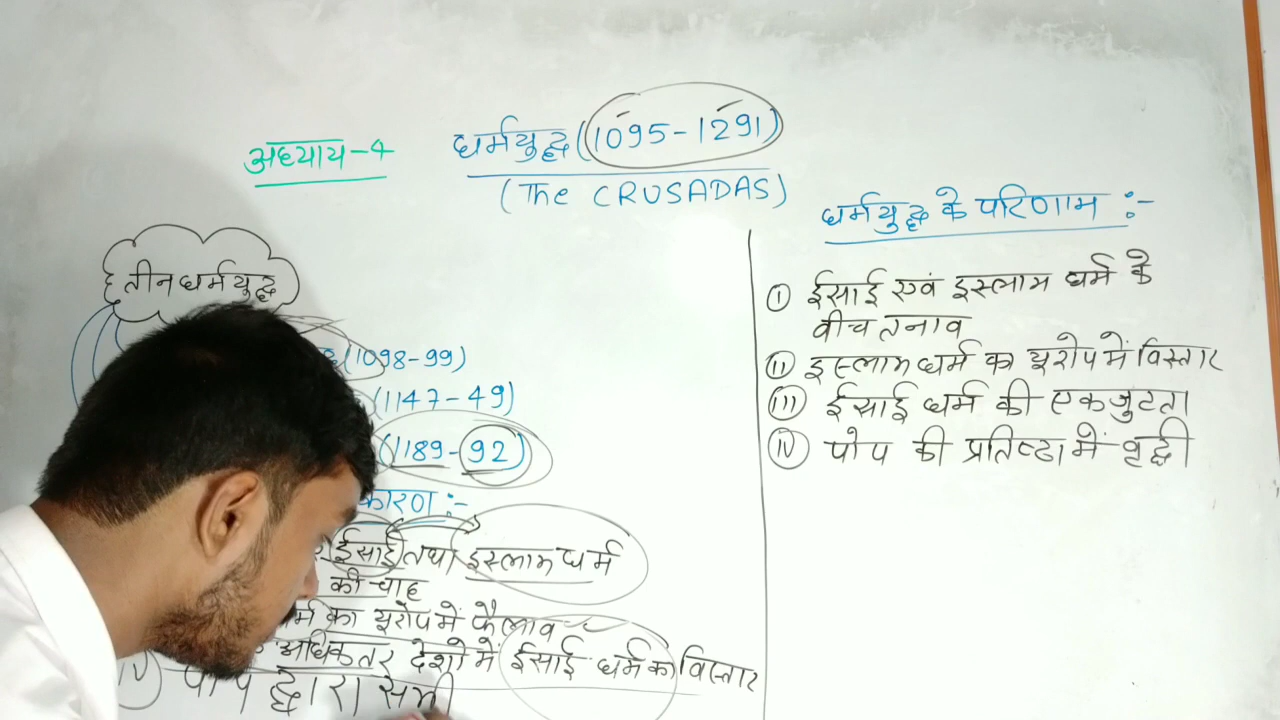 अध्याय-4
धर्मयुद्ध (1095-1291)
(The CRUSADAS)
तीन धर्मयुद्ध
(1098-99)
(1147-49)
(1189-92)
कारण :-
ईसाई तथा इस्लाम धर्म
की चाह
का यूरोप में फैलाव
अधिकतर देशो में ईसाई धर्म का विस्तार
IV पोप द्वारा सभी
धर्मयुद्ध के परिणाम :-
I ईसाई एवं इस्लाम धर्म के
बीच तनाव
II इस्लाम धर्म का यूरोप में विस्तार
III ईसाई धर्म की एकजुटता
IV पोप की प्रतिष्ठा में वृद्धी